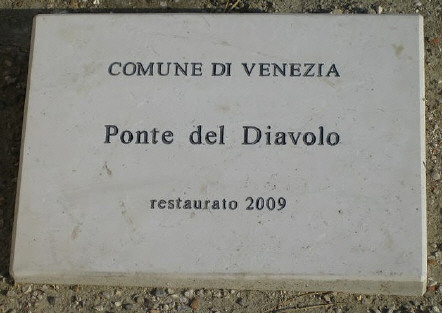 COMUNE DI VENEZIA
Ponte del Diavolo
restaurato 2009